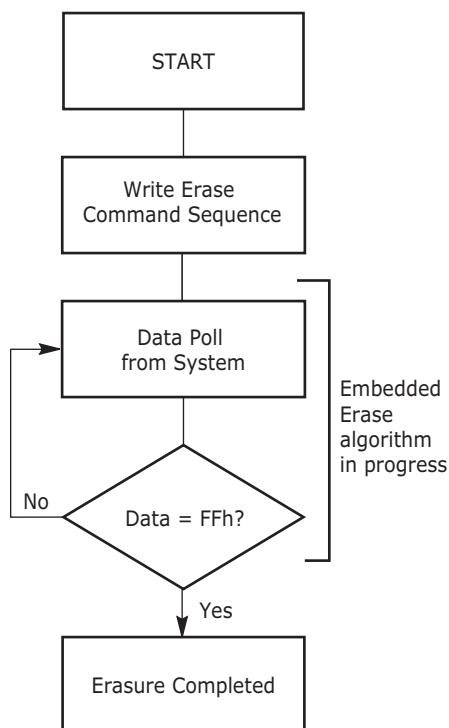 START
Write Erase
Command Sequence
Data Poll
from System
Embedded
Erase
algorithm
in progress
No
Data = FFh?
Yes
Erasure Completed